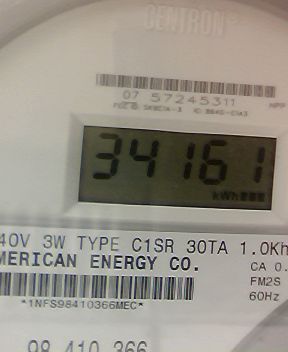 CENTRON®
07 57245311
MPP
34161
kWh
40V 3W TYPE C1SR 30TA 1.0Kh
MERICAN ENERGY CO.
CA 0.
FM2S
*1NFS98410366MEC*
60Hz
98 410 366